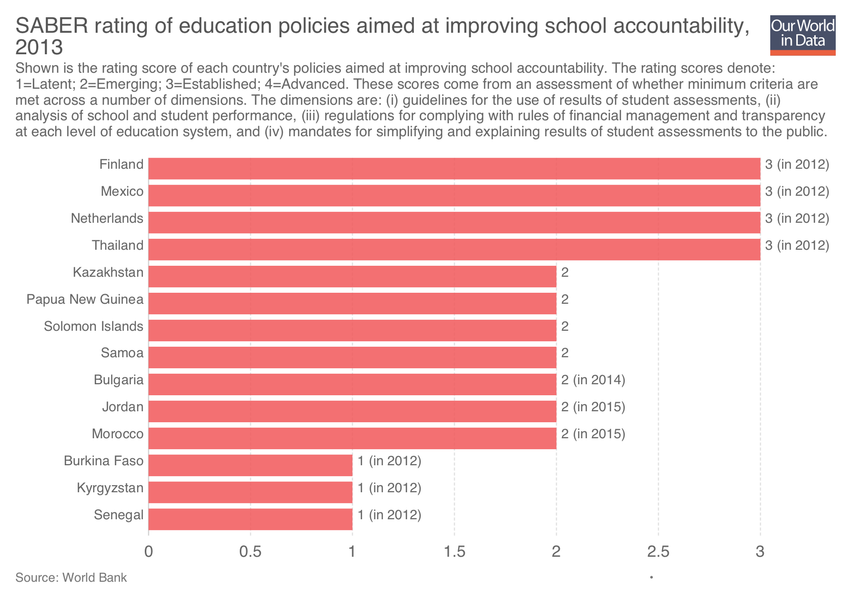 SABER rating of education policies aimed at improving school accountability,
2013
Our World
in Data
Shown is the rating score of each country's policies aimed at improving school accountability. The rating scores denote:
1=Latent; 2=Emerging; 3=Established; 4=Advanced. These scores come from an assessment of whether minimum criteria are
met across a number of dimensions. The dimensions are: (i) guidelines for the use of results of student assessments, (ii)
analysis of school and student performance, (iii) regulations for complying with rules of financial management and transparency
at each level of education system, and (iv) mandates for simplifying and explaining results of student assessments to the public.
Finland 3 (in 2012)
Mexico 3 (in 2012)
Netherlands 3 (in 2012)
Thailand 3 (in 2012)
Kazakhstan 2
Papua New Guinea 2
Solomon Islands 2
Samoa 2
Bulgaria 2 (in 2014)
Jordan 2 (in 2015)
Morocco 2 (in 2015)
Burkina Faso 1 (in 2012)
Kyrgyzstan 1 (in 2012)
Senegal 1 (in 2012)
0 0.5 1 1.5 2 2.5 3
Source: World Bank